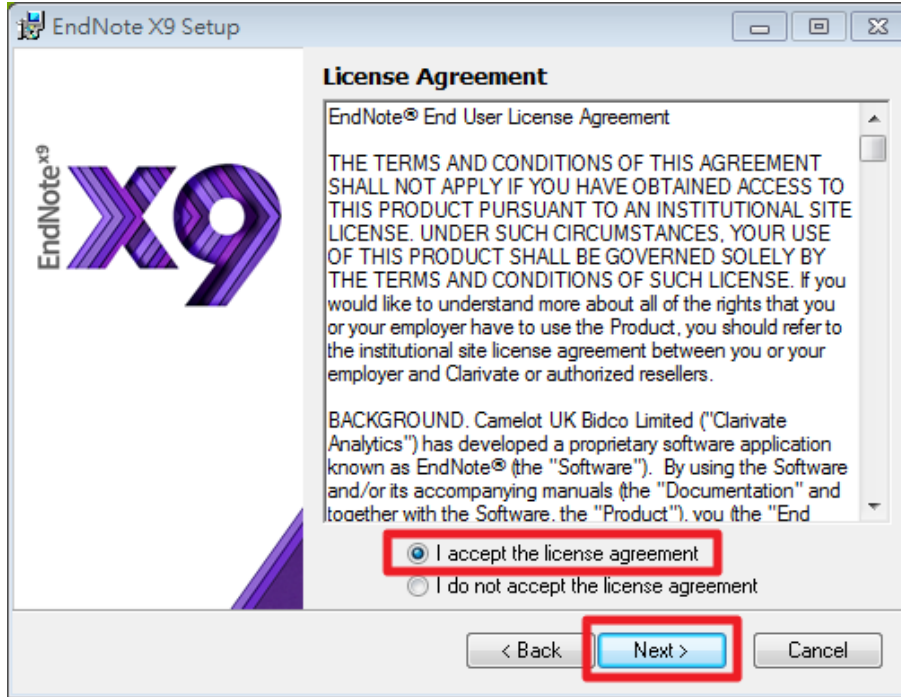 EndNote X9 Setup
License Agreement
EndNote® End User License Agreement
THE TERMS AND CONDITIONS OF THIS AGREEMENT
SHALL NOT APPLY IF YOU HAVE OBTAINED ACCESS TO
THIS PRODUCT PURSUANT TO AN INSTITUTIONAL SITE
LICENSE. UNDER SUCH CIRCUMSTANCES, YOUR USE
OF THIS PRODUCT SHALL BE GOVERNED SOLELY BY
THE TERMS AND CONDITIONS OF SUCH LICENSE. If you
would like to understand more about all of the rights that you
or your employer have to use the Product, you should refer to
the institutional site license agreement between you or your
employer and Clarivate or authorized resellers.
BACKGROUND. Camelot UK Bidco Limited ("Clarivate
Analytics") has developed a proprietary software application
known as EndNote® (the "Software"). By using the Software
and/or its accompanying manuals (the "Documentation" and
together with the Software, the "Product"), you (the "End
EndNote x9
X9
I accept the license agreement
I do not accept the license agreement
< Back
Next >
Cancel